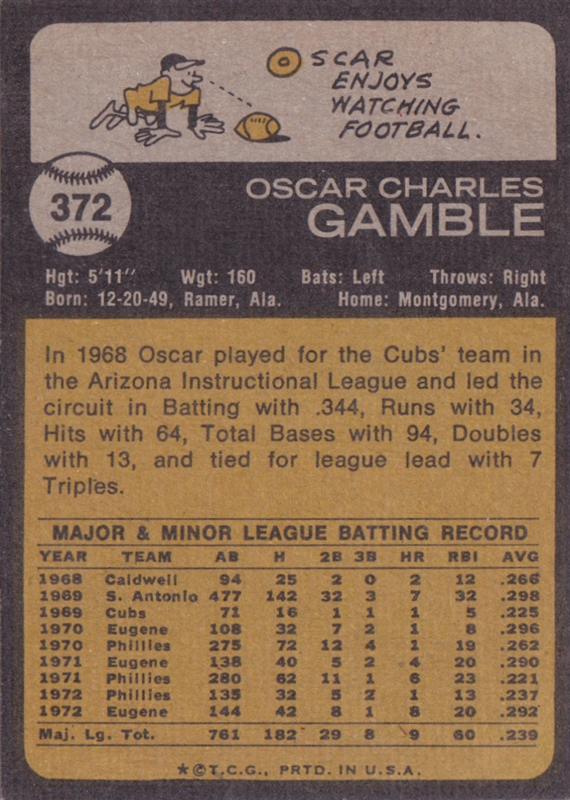 OSCAR
ENJOYS
WATCHING
FOOTBALL.
372
OSCAR CHARLES
GAMBLE
Hgt: 5'11" Wgt: 160 Bats: Left Throws: Right
Born: 12-20-49, Ramer, Ala. Home: Montgomery, Ala.
In 1968 Oscar played for the Cubs' team in
the Arizona Instructional League and led the
circuit in Batting with .344, Runs with 34,
Hits with 64, Total Bases with 94, Doubles
with 13, and tied for league lead with 7
Triples.
MAJOR & MINOR LEAGUE BATTING RECORD
YEAR TEAM AB H 2B 3B HR RBI AVG
1968 Caldwell 94 25 2 0 2 12 .266
1969 S. Antonio 477 142 32 3 7 32 .298
1969 Cubs 71 16 1 1 1 5 .225
1970 Eugene 108 32 7 2 1 8 .296
1970 Phillies 275 72 12 4 1 19 .262
1971 Eugene 138 40 5 2 4 20 .290
1971 Phillies 280 62 11 1 6 23 .221
1972 Phillies 135 32 5 2 1 13 .237
1972 Eugene 144 42 8 1 8 20 .292
Maj. Lg. Tot. 761 182 29 8 9 60 .239
★©T.C.G., PRTD. IN U.S.A.